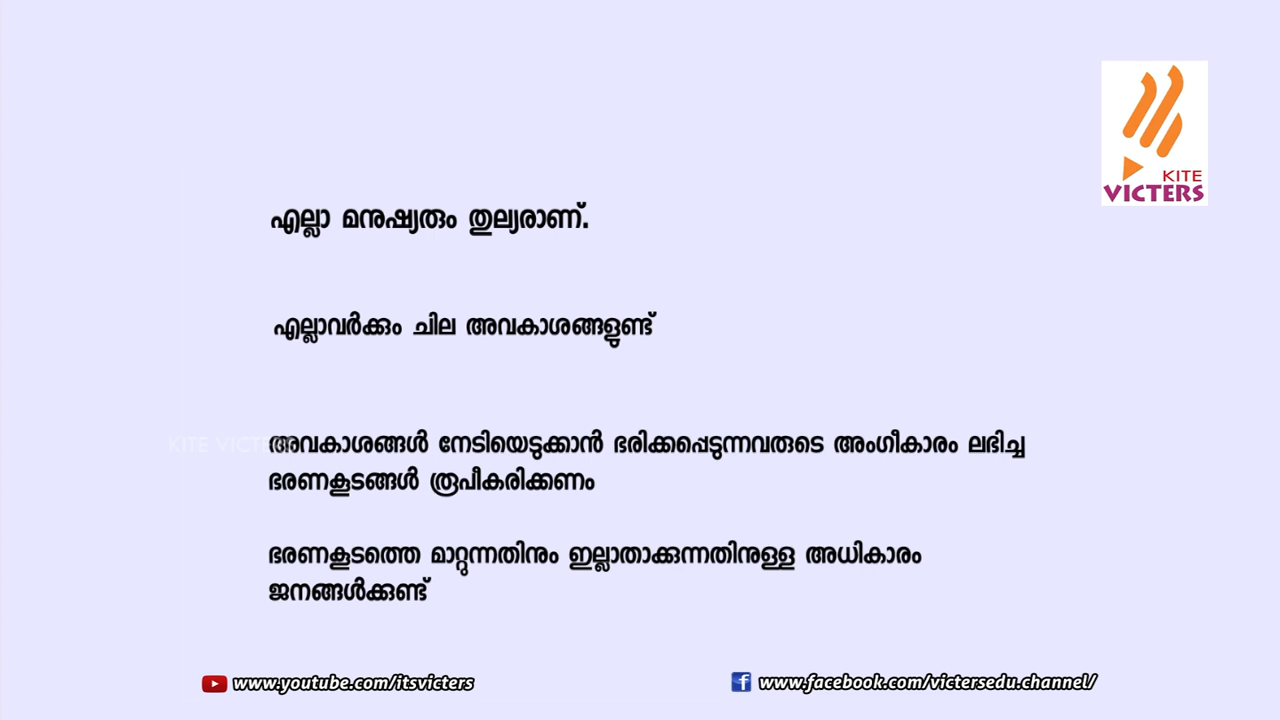 KITE
VICTERS
എല്ലാ മനുഷ്യരും തുല്യരാണ്.
എല്ലാവർക്കും ചില അവകാശങ്ങളുണ്ട്
KITE VICTERS
അവകാശങ്ങൾ നേടിയെടുക്കാൻ ഭരിക്കപ്പെടുന്നവരുടെ അംഗീകാരം ലഭിച്ച
ഭരണകൂടങ്ങൾ രൂപീകരിക്കണം
ഭരണകൂടത്തെ മാറ്റുന്നതിനും ഇല്ലാതാക്കുന്നതിനുള്ള അധികാരം
ജനങ്ങൾക്കുണ്ട്
www.youtube.com/itsvicters
www.facebook.com/victersedu.channel/